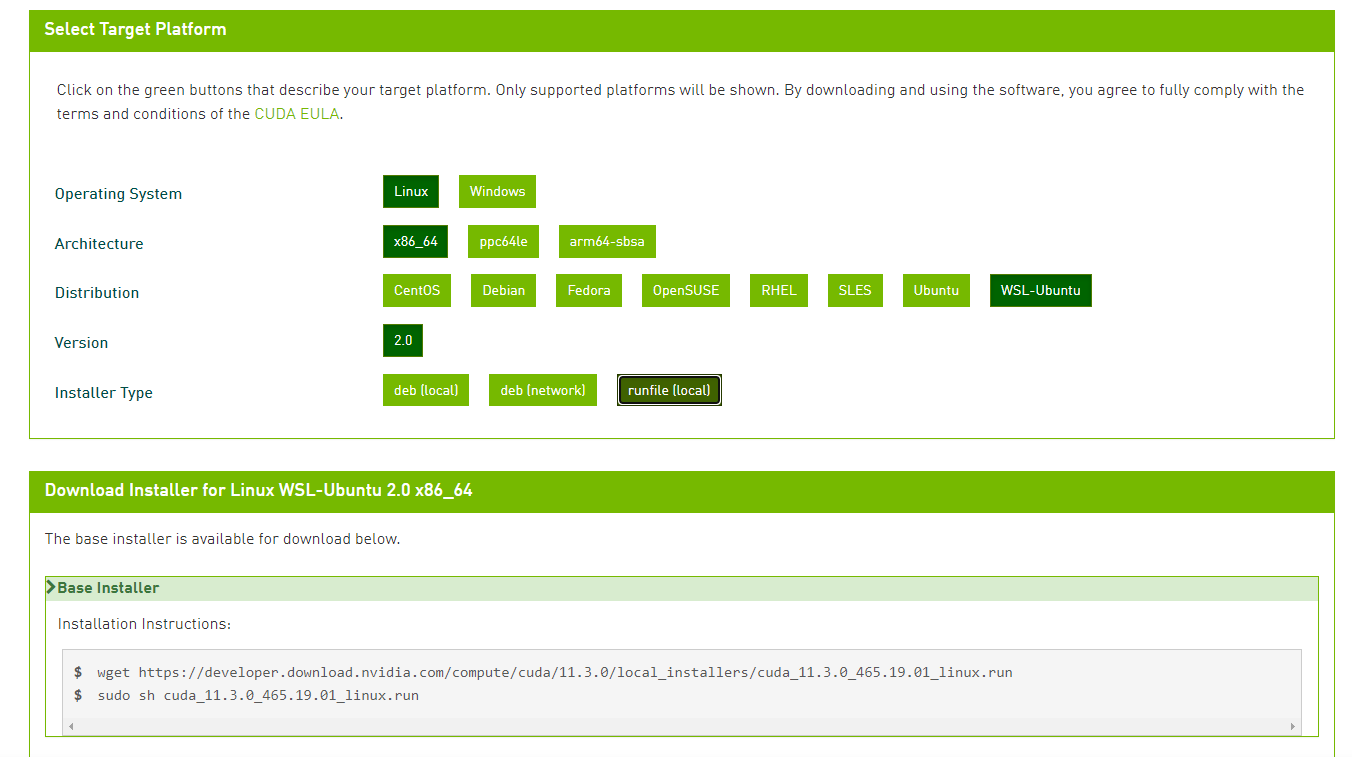 Select Target Platform
Click on the green buttons that describe your target platform. Only supported platforms will be shown. By downloading and using the software, you agree to fully comply with the
terms and conditions of the CUDA EULA.
Operating System Linux Windows
Architecture x86_64 ppc64le arm64-sbsa
Distribution CentOS Debian Fedora OpenSUSE RHEL SLES Ubuntu WSL-Ubuntu
Version 2.0
Installer Type deb (local) deb (network) runfile (local)
Download Installer for Linux WSL-Ubuntu 2.0 x86_64
The base installer is available for download below.
Base Installer
Installation Instructions:
$ wget https://developer.download.nvidia.com/compute/cuda/11.3.0/local_installers/cuda_11.3.0_465.19.01_linux.run
$ sudo sh cuda_11.3.0_465.19.01_linux.run